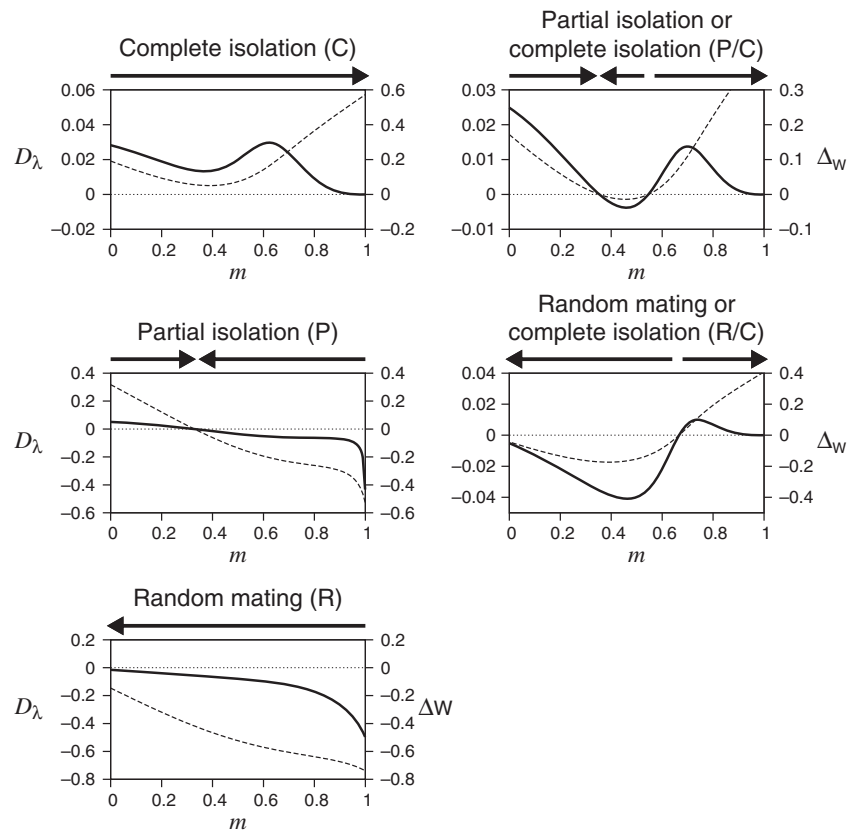 Complete isolation (C)
0.06 0.6
0.04 0.4
Dλ 0.02 0.2
0 0
−0.02 0.2
0 0.2 0.4 0.6 0.8 1
m
Partial isolation or
complete isolation (P/C)
0.03 0.3
0.02 0.2
0.01 0.1 ΔW
0 0
−0.01 −0.1
0 0.2 0.4 0.6 0.8 1
m
Partial isolation (P)
0.4 0.4
0.2 0.2
0 0
Dλ −0.2 −0.2
−0.4 −0.4
−0.6 −0.6
0 0.2 0.4 0.6 0.8 1
m
Random mating or
complete isolation (R/C)
0.04 0.4
0.02 0.2
0 0
−0.02 −0.2 ΔW
−0.04 −0.4
0 0.2 0.4 0.6 0.8 1
m
Random mating (R)
0.2 0.2
0 0
Dλ −0.2 −0.2 ΔW
−0.4 −0.4
−0.6 −0.6
−0.8 0.8
0 0.2 0.4 0.6 0.8 1
m